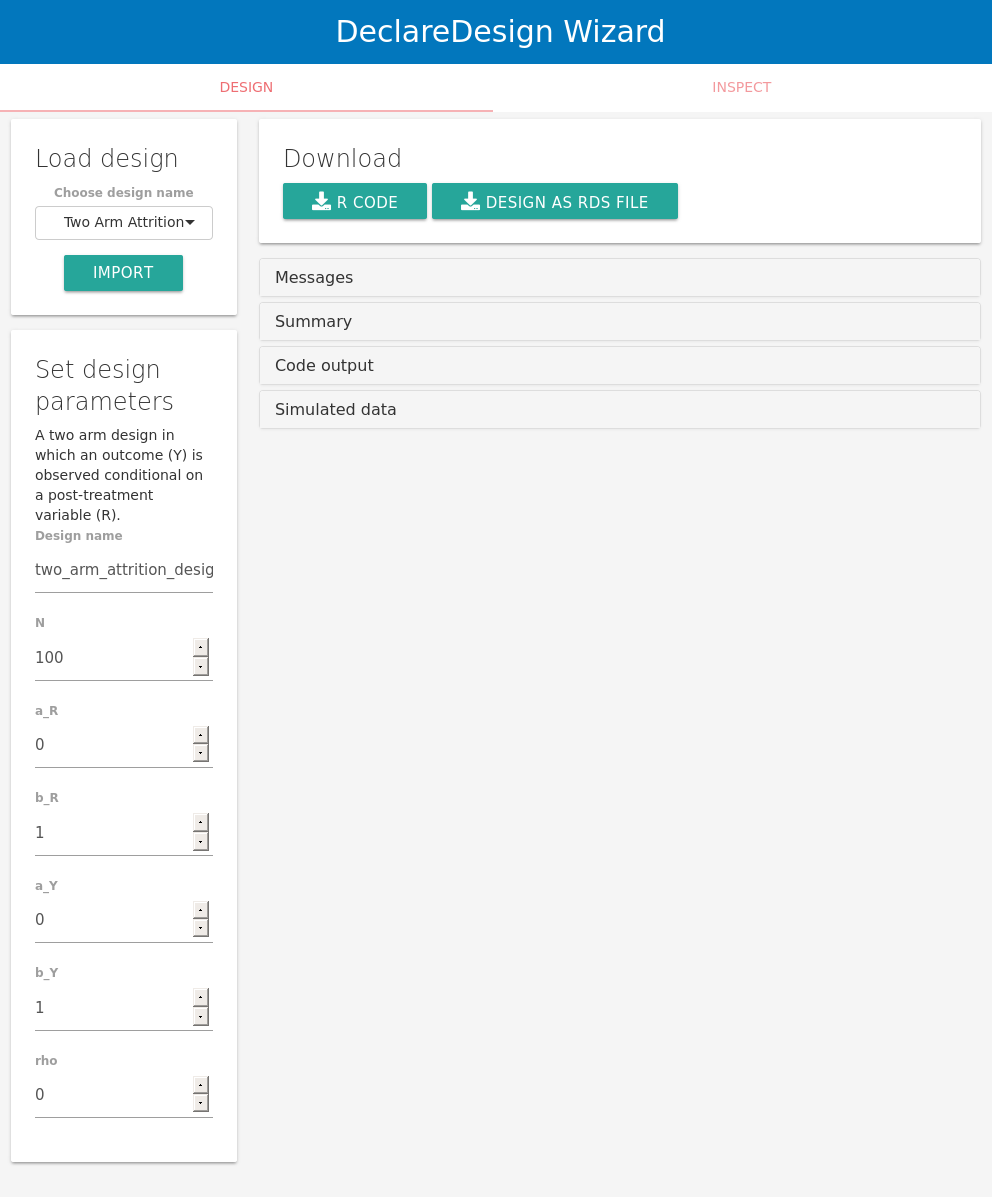 DeclareDesign Wizard
DESIGN
INSPECT
Load design
Choose design name
Two Arm Attrition
IMPORT
Set design
parameters
A two arm design in
which an outcome (Y) is
observed conditional on
a post-treatment
variable (R).
Design name
two_arm_attrition_desig
N
100
a_R
0
b_R
1
a_Y
0
b_Y
1
rho
0
Download
R CODE
DESIGN AS RDS FILE
Messages
Summary
Code output
Simulated data